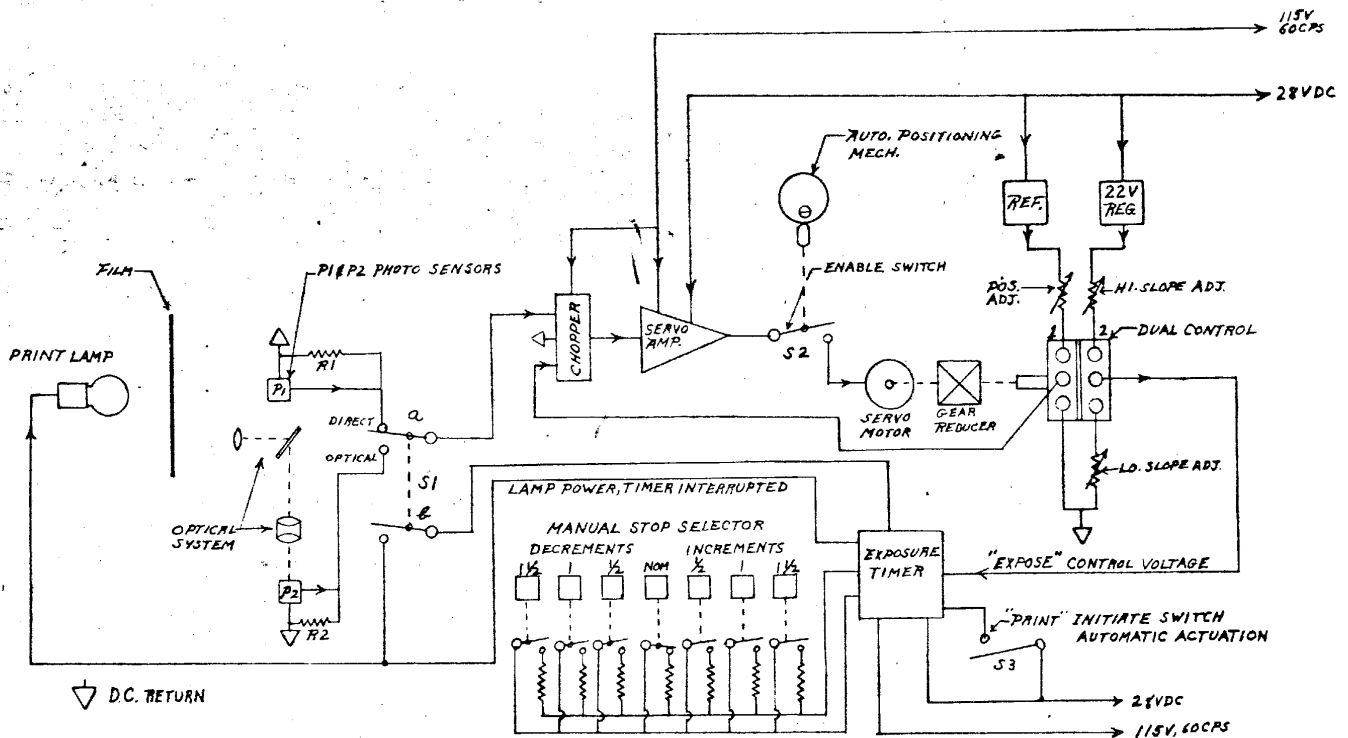 115V
60CPS
28VDC
AUTO. POSITIONING
MECH.
REF.
22V
REG
FILM
P1&P2 PHOTO SENSORS
ENABLE SWITCH
POS.
ADJ.
HI-SLOPE ADJ.
CHOPPER
SERVO
AMP.
S2
1
2
DUAL CONTROL
PRINT LAMP
R1
P1
DIRECT
a
SERVO
MOTOR
GEAR
REDUCER
OPTICAL
S1
LO. SLOPE ADJ.
LAMP POWER, TIMER INTERRUPTED
b
OPTICAL
SYSTEM
MANUAL STOP SELECTOR
DECREMENTS INCREMENTS
1 1/2 1 1/2 NOM 1/2 1 1 1/2
EXPOSURE
TIMER
"EXPOSE" CONTROL VOLTAGE
P2
R2
"PRINT" INITIATE SWITCH
AUTOMATIC ACTUATION
S3
D.C. RETURN
28VDC
115V, 60CPS